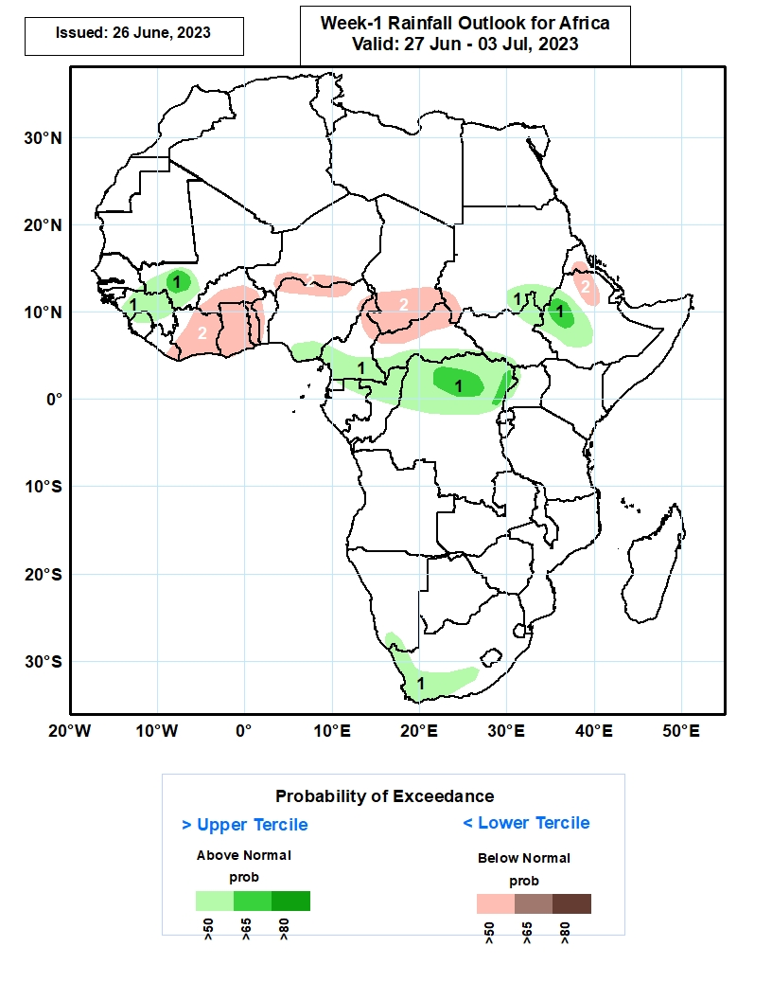 Issued: 26 June, 2023
Week-1 Rainfall Outlook for Africa
Valid: 27 Jun - 03 Jul, 2023
30°N
20°N
1
2
2
1
10°N
1
2
1
2
1
1
0°
10°S
20°S
30°S
1
20°W 10°W 0° 10°E 20°E 30°E 40°E 50°E
Probability of Exceedance
> Upper Tercile
< Lower Tercile
Above Normal
Below Normal
prob
prob
>50 >65 >80
>50 >65 >80